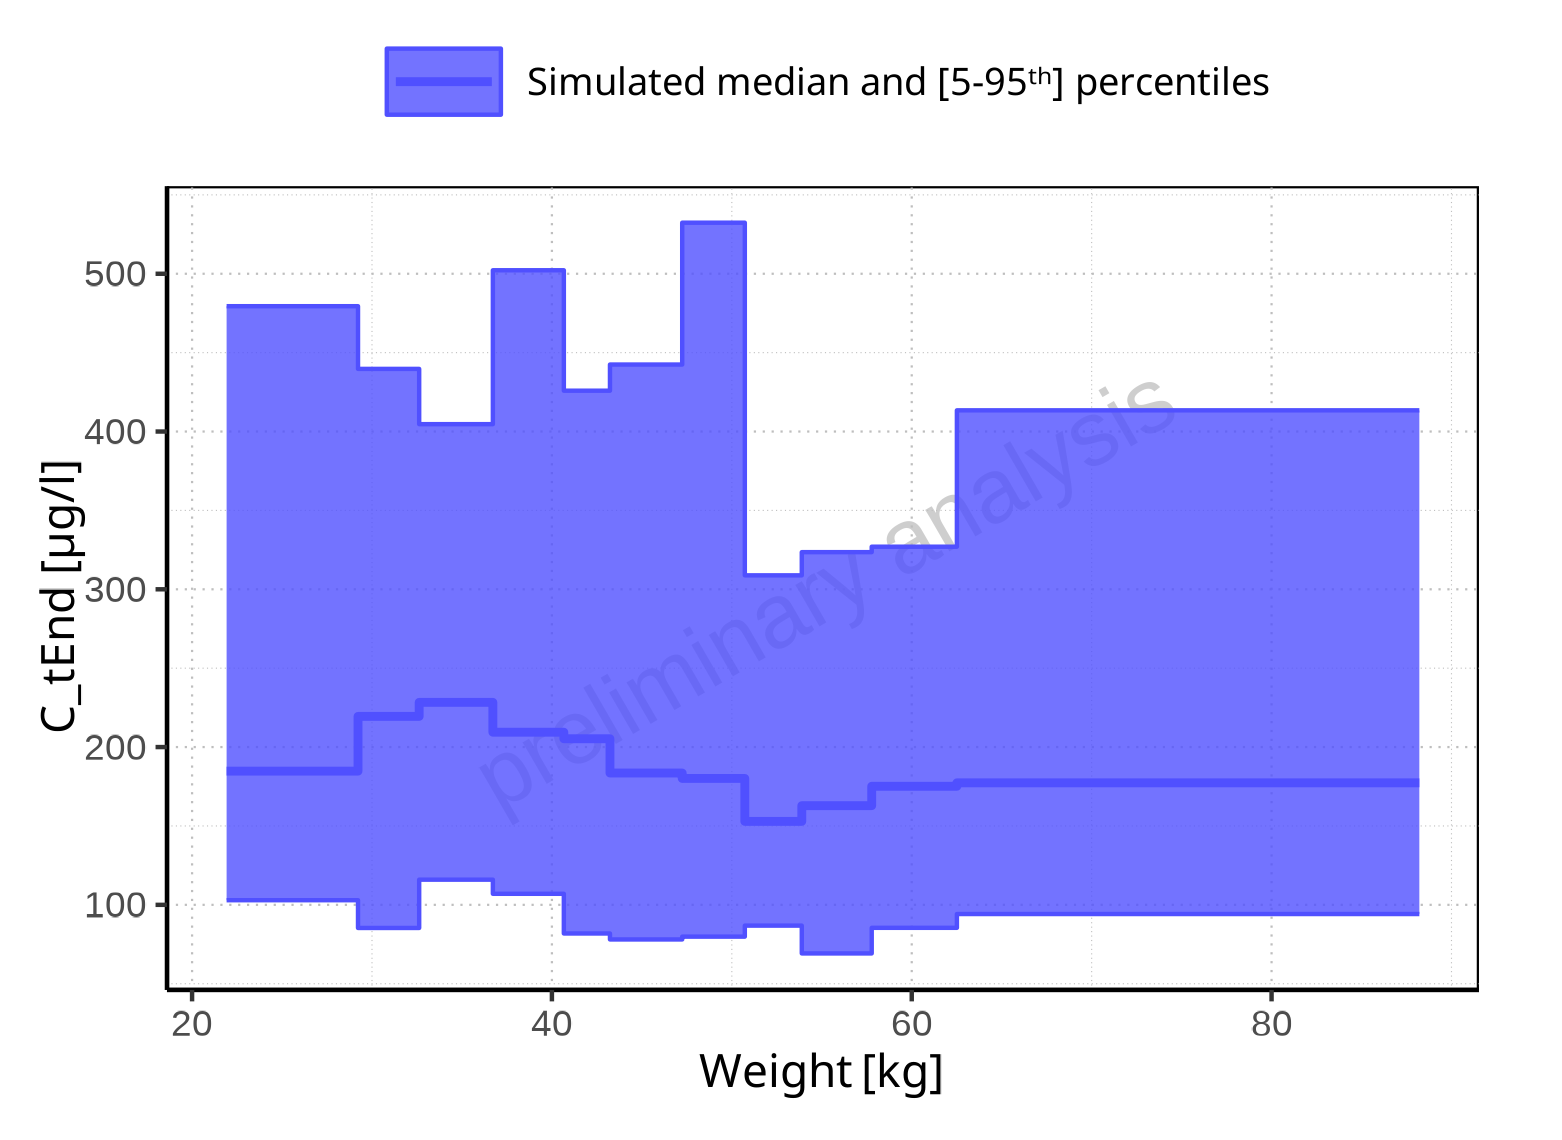 Simulated median and [5-95ᵗʰ] percentiles
500
400
300
200
100
C_tEnd [µg/l]
preliminary analysis
20 40 60 80
Weight [kg]